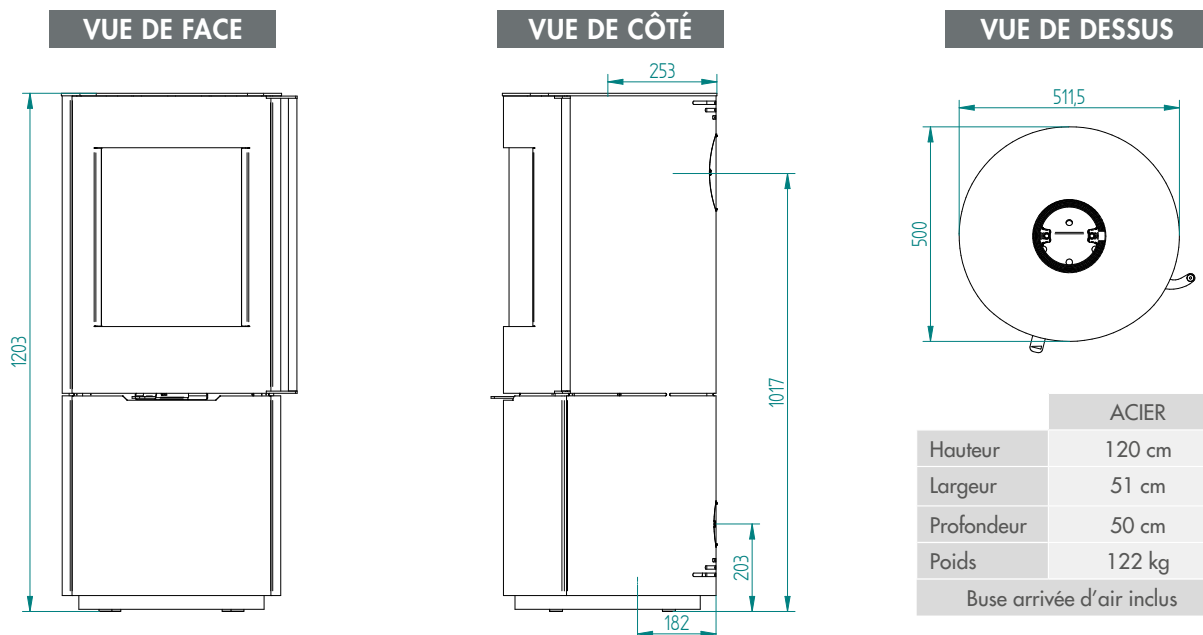 VUE DE FACE
VUE DE CÔTÉ
VUE DE DESSUS
1203
253
1017
203
182
511,5
500
ACIER
Hauteur 120 cm
Largeur 51 cm
Profondeur 50 cm
Poids 122 kg
Buse arrivée d’air inclus